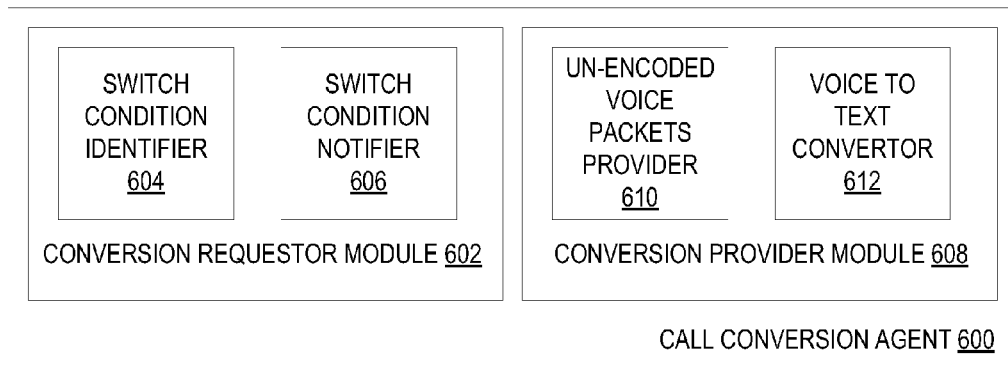 SWITCH
CONDITION
IDENTIFIER
604
SWITCH
CONDITION
NOTIFIER
606
CONVERSION REQUESTOR MODULE 602
UN-ENCODED
VOICE
PACKETS
PROVIDER
610
VOICE TO
TEXT
CONVERTOR
612
CONVERSION PROVIDER MODULE 608
CALL CONVERSION AGENT 600